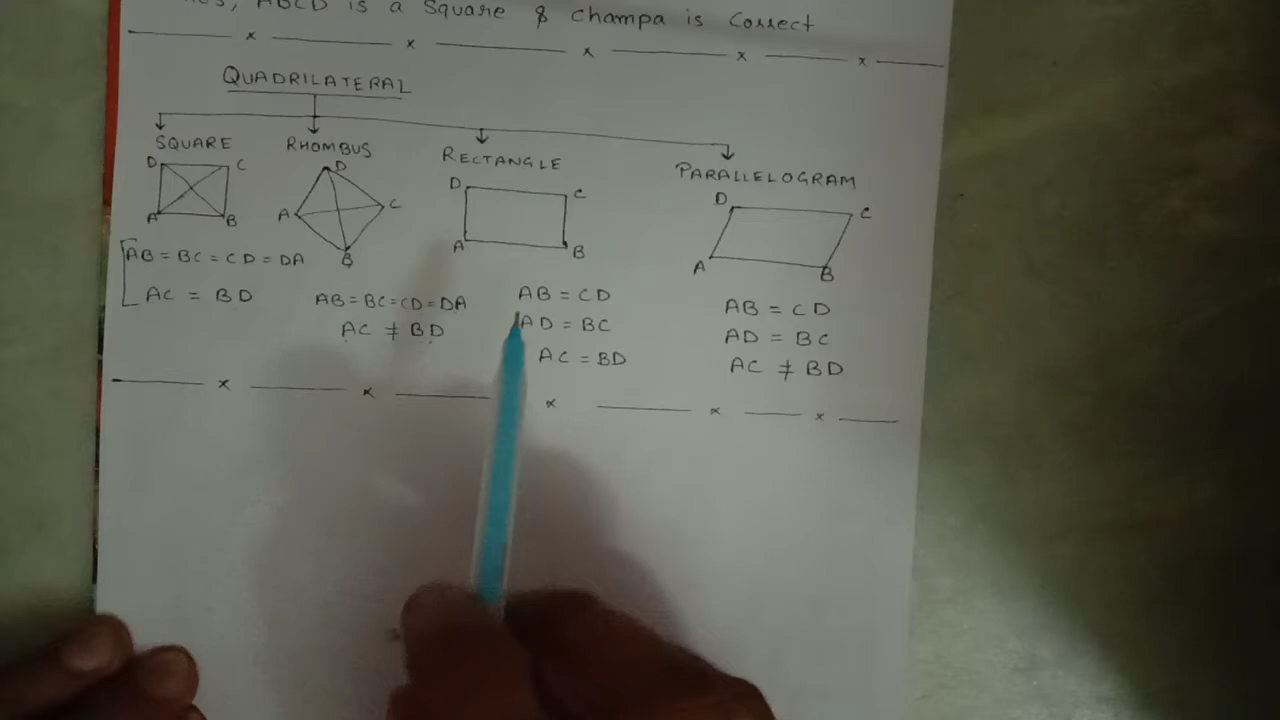 ABCD is a Square & Champa is Correct
QUADRILATERAL
SQUARE RHOMBUS RECTANGLE PARALLELOGRAM
D C A B
D A C B
D C A B
D C A B
AB = BC = CD = DA
AC = BD
AB = BC = CD = DA
AC ≠ BD
AB = CD
AD = BC
AC = BD
AB = CD
AD = BC
AC ≠ BD